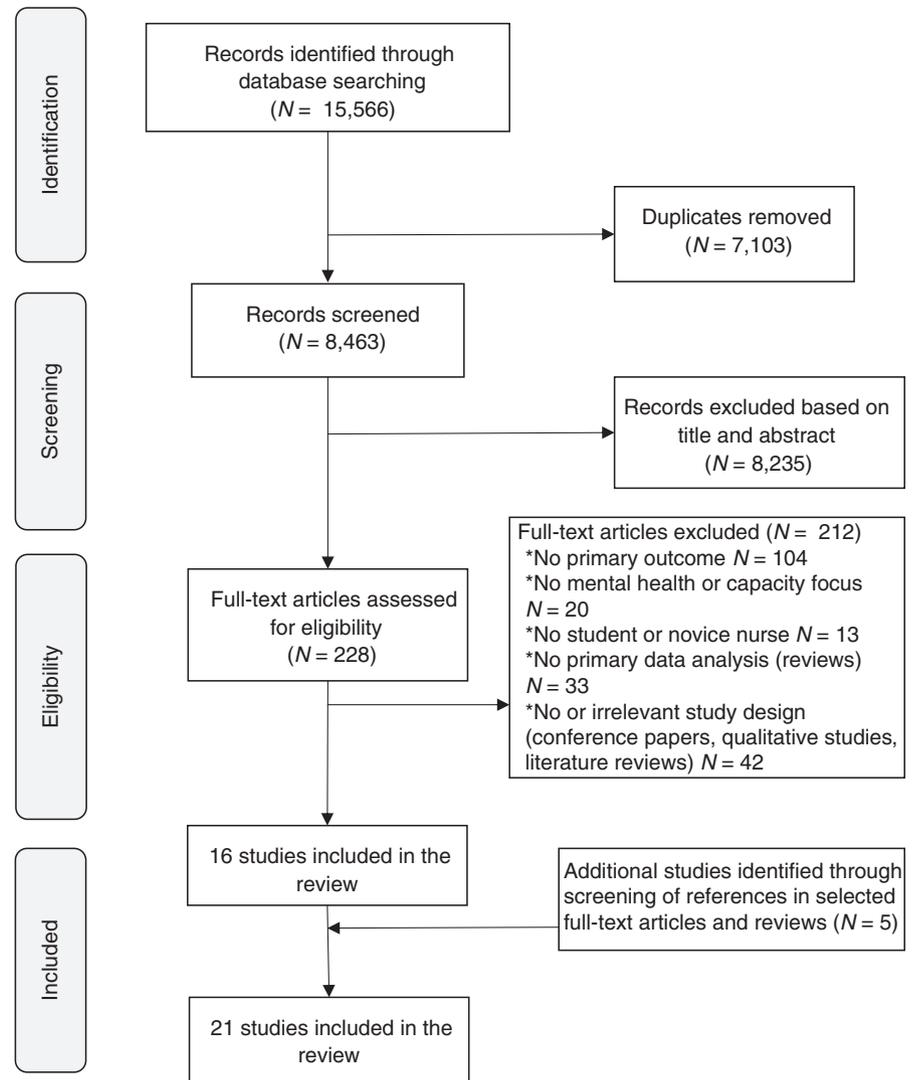 Identification
Records identified through
database searching
(N = 15,566)
Duplicates removed
(N = 7,103)
Screening
Records screened
(N = 8,463)
Records excluded based on
title and abstract
(N = 8,235)
Eligibility
Full-text articles assessed
for eligibility
(N = 228)
Full-text articles excluded (N = 212)
*No primary outcome N = 104
*No mental health or capacity focus
N = 20
*No student or novice nurse N = 13
*No primary data analysis (reviews)
N = 33
*No or irrelevant study design
(conference papers, qualitative studies,
literature reviews) N = 42
Included
16 studies included in the
review
Additional studies identified through
screening of references in selected
full-text articles and reviews (N = 5)
21 studies included in the
review